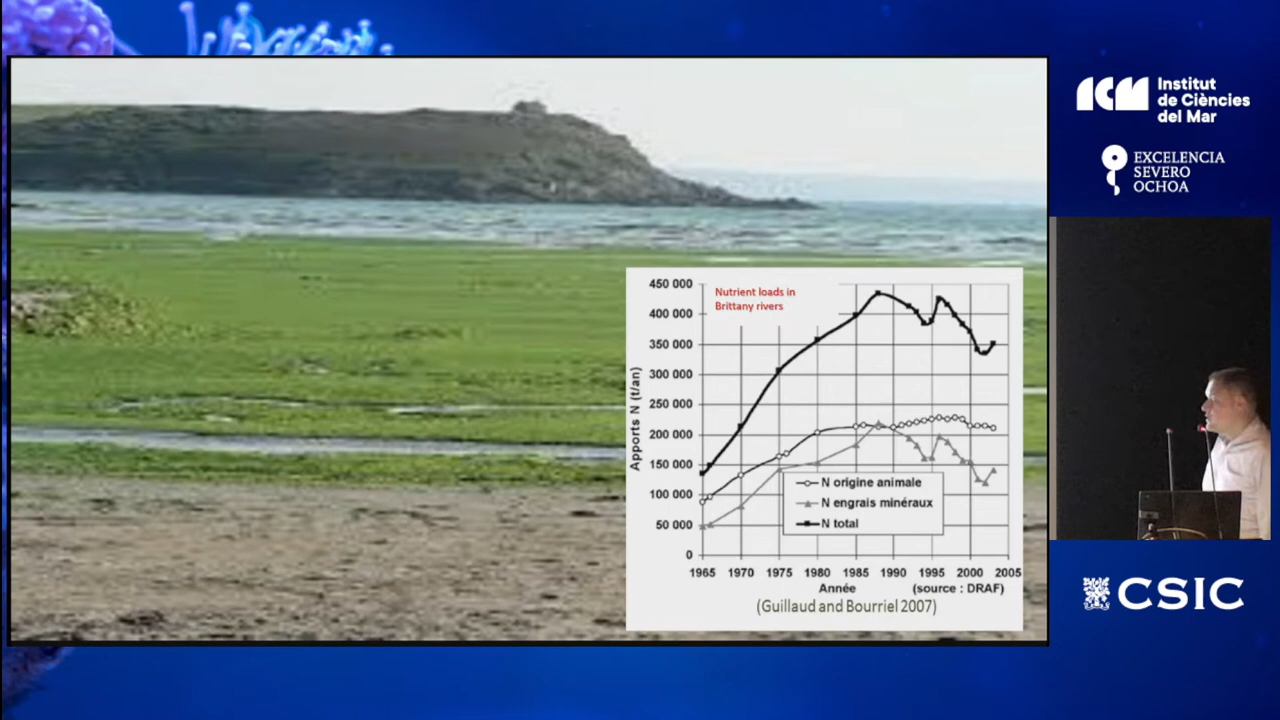 Institut
de Ciències
del Mar
EXCELENCIA
SEVERO
OCHOA
Nutrient loads in
Brittany rivers
450 000
400 000
350 000
300 000
250 000
200 000
150 000
100 000
50 000
0
Apports N (t/an)
N origine animale
N engrais minéraux
N total
1965 1970 1975 1980 1985 1990 1995 2000 2005
Année (source : DRAF)
(Guillaud and Bourriel 2007)
CSIC